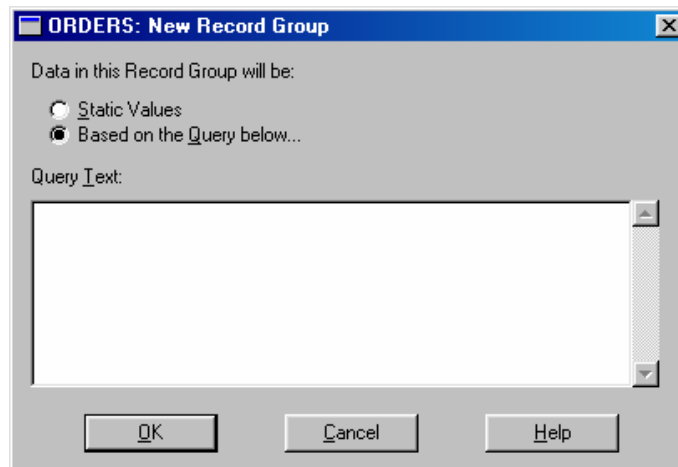 ORDERS: New Record Group
Data in this Record Group will be:
Static Values
Based on the Query below...
Query Text:
OK Cancel Help